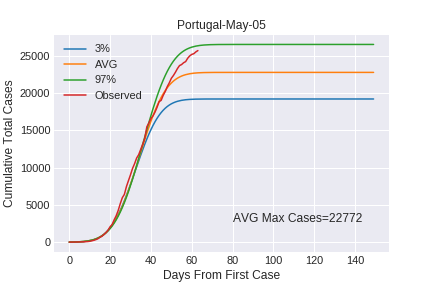 Portugal-May-05
3%
AVG
97%
Observed
Cumulative Total Cases
25000
20000
15000
10000
5000
0
AVG Max Cases=22772
0 20 40 60 80 100 120 140
Days From First Case